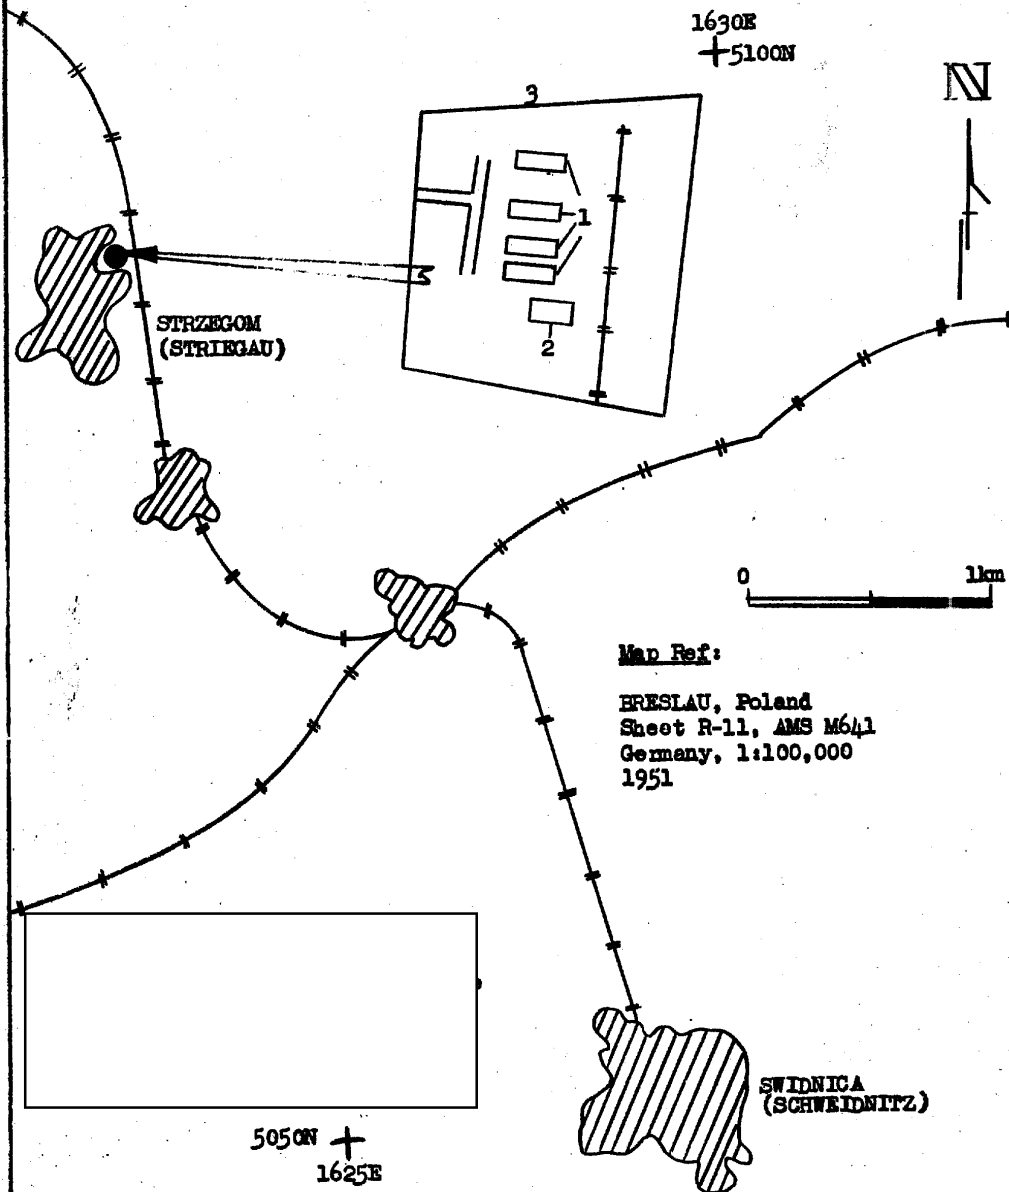 1630E
5100N
N
3
1
2
STRZEGOM
(STRIEGAU)
0 1km
Map Ref:
BRESLAU, Poland
Sheet R-11, AMS M641
Germany, 1:100,000
1951
SWIDNICA
(SCHWEIDNITZ)
5050N
1625E